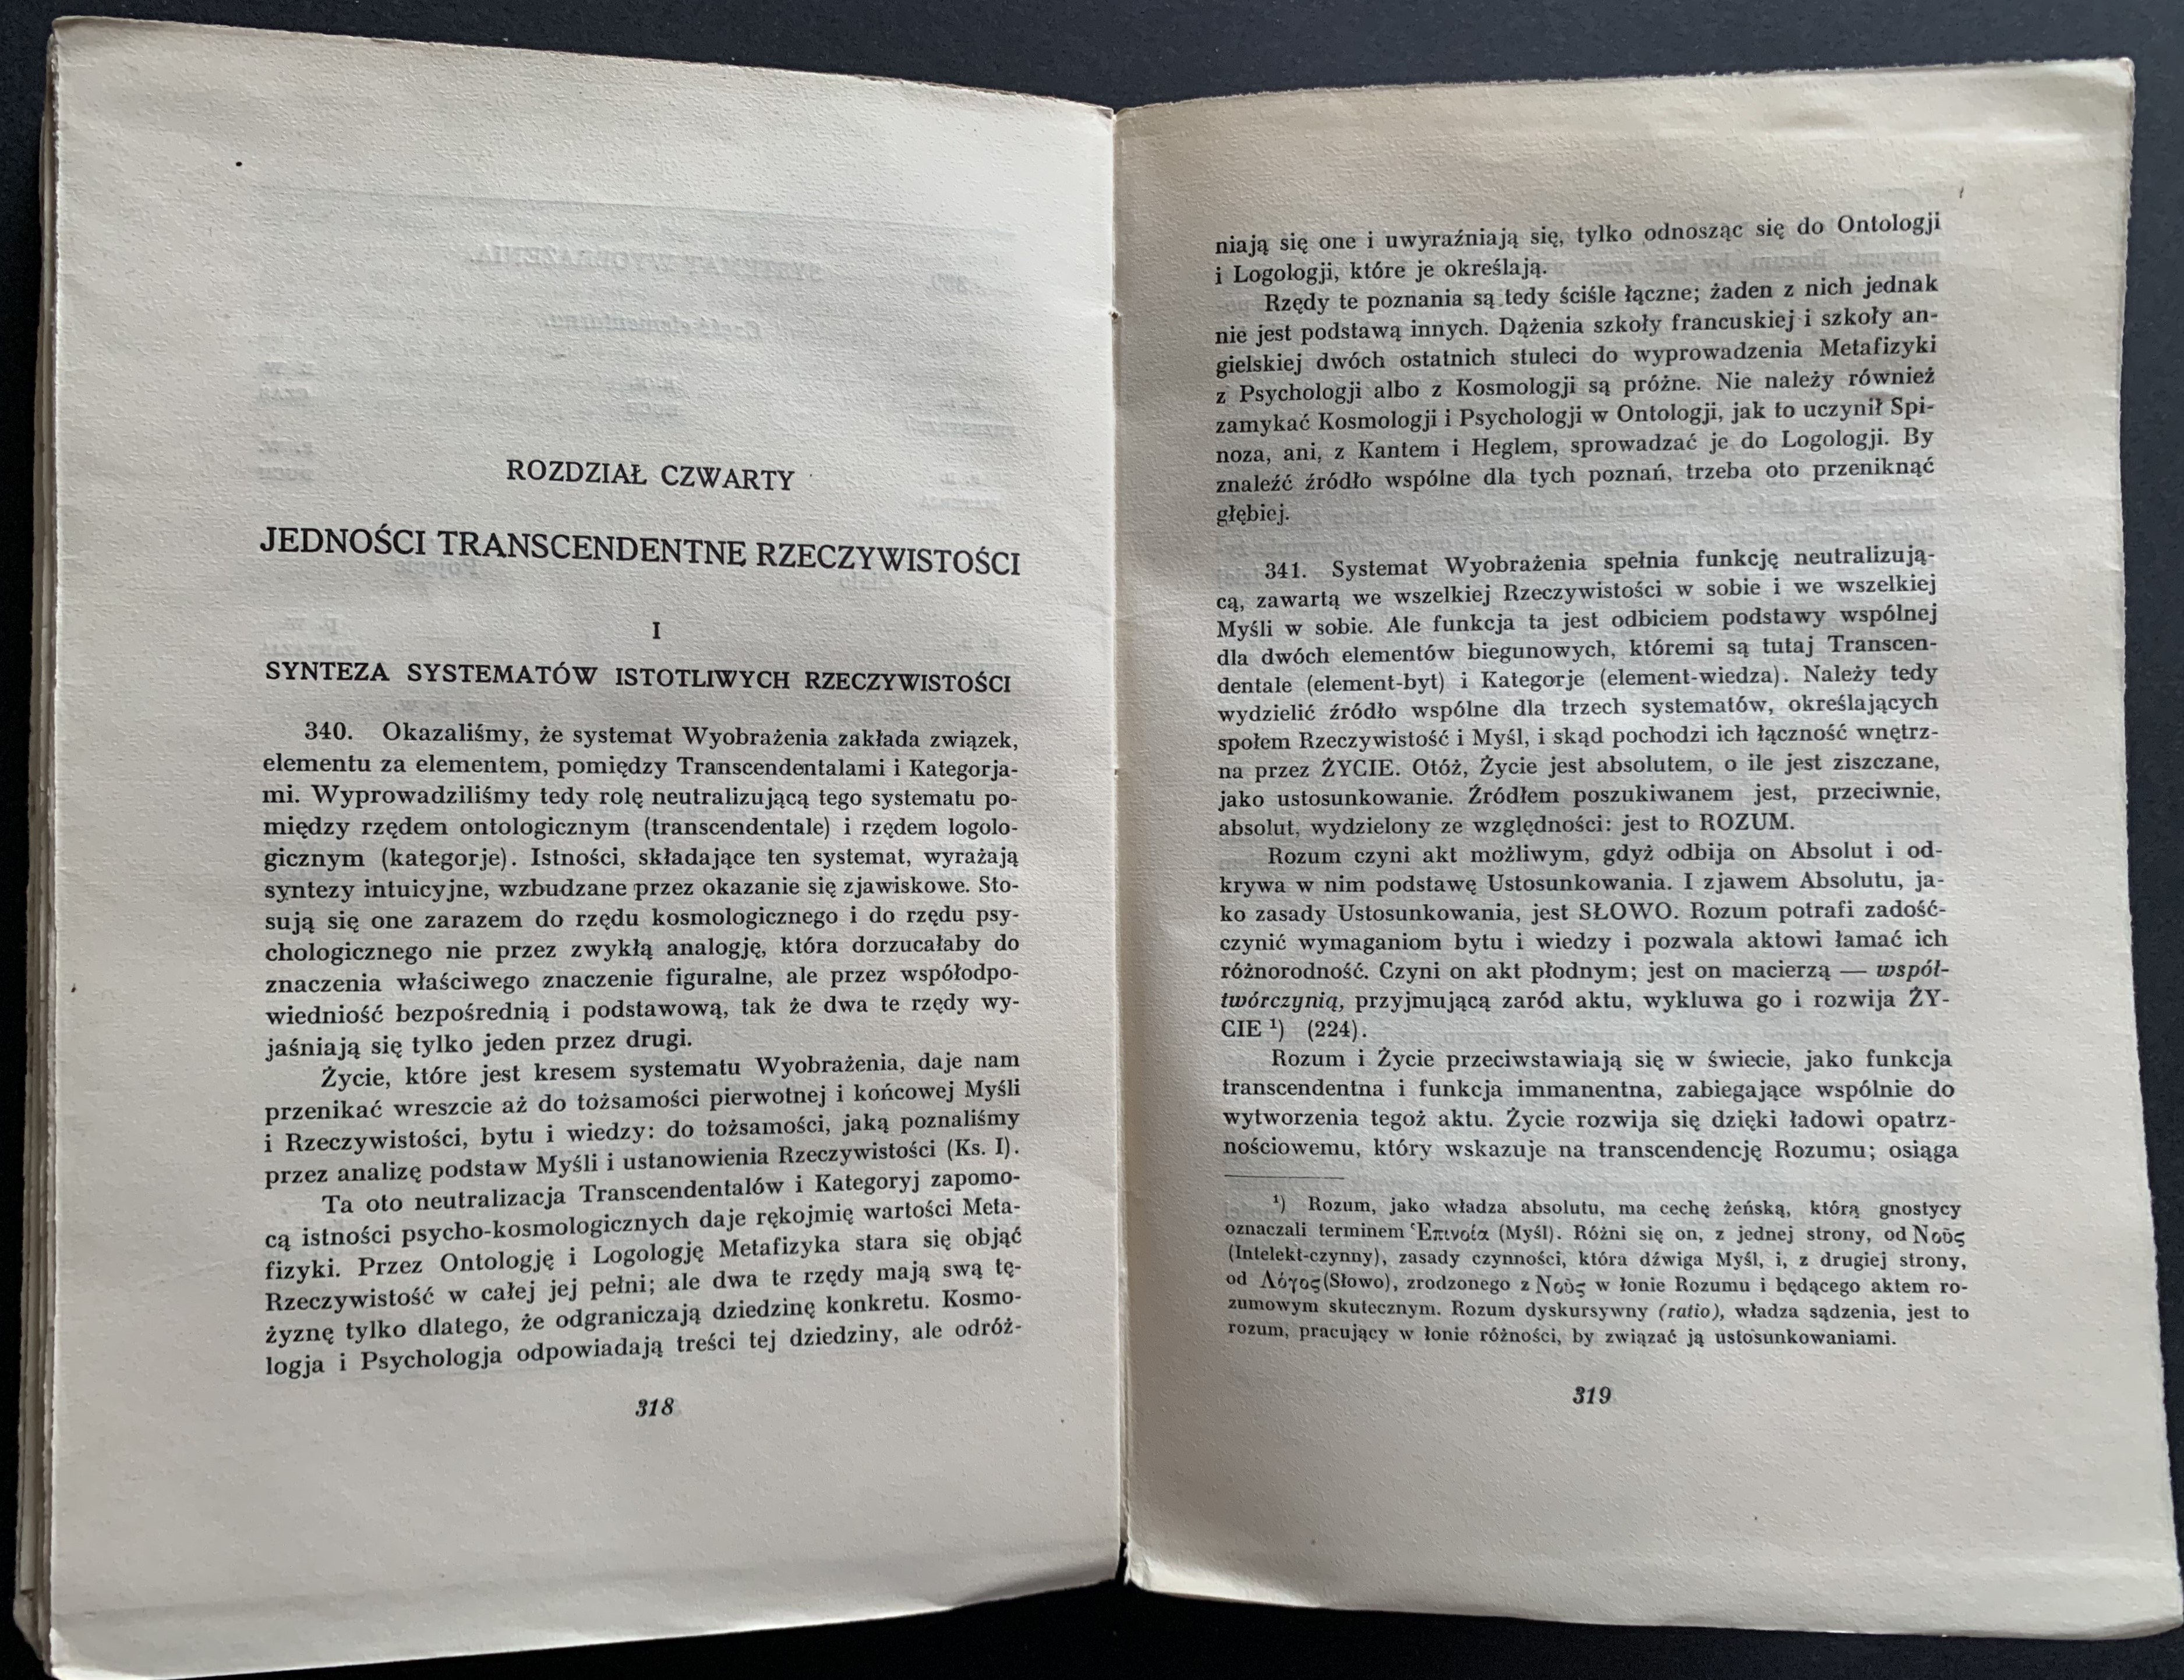 ROZDZIAŁ CZWARTY
JEDNOŚCI TRANSCENDENTNE RZECZYWISTOŚCI
I
SYNTEZA SYSTEMATÓW ISTOTLIWYCH RZECZYWISTOŚCI
340. Okazaliśmy, że systemat Wyobrażenia zakłada związek,
elementu za elementem, pomiędzy Transcendentalami i Kategorja-
mi. Wyprowadziliśmy tedy rolę neutralizującą tego systematu po-
między rzędem ontologicznym (transcendentale) i rzędem logolo-
gicznym (kategorje). Istności, składające ten systemat, wyrażają
syntezy intuicyjne, wzbudzane przez okazanie się zjawiskowe. Sto-
sują się one zarazem do rzędu kosmologicznego i do rzędu psy-
chologicznego nie przez zwykłą analogję, która dorzucałaby do
znaczenia właściwego znaczenie figuralne, ale przez współodpo-
wiedniość bezpośrednią i podstawową, tak że dwa te rzędy wy-
jaśniają się tylko jeden przez drugi.
Życie, które jest kresem systematu Wyobrażenia, daje nam
przenikać wreszcie aż do tożsamości pierwotnej i końcowej Myśli
i Rzeczywistości, bytu i wiedzy: do tożsamości, jaką poznaliśmy
przez analizę podstaw Myśli i ustanowienia Rzeczywistości (Ks. I).
Ta oto neutralizacja Transcendentalów i Kategoryj zapomo-
cą istności psycho-kosmologicznych daje rękojmię wartości Meta-
fizyki. Przez Ontologję i Logologję Metafizyka stara się objąć
Rzeczywistość w całej jej pełni; ale dwa te rzędy mają swą tę-
żyznę tylko dlatego, że odgraniczają dziedzinę konkretu. Kosmo-
logja i Psychologja odpowiadają treści tej dziedziny, ale odróż-
318
niają się one i uwyraźniają się, tylko odnosząc się do Ontologji
i Logologji, które je określają.
Rzędy te poznania są tedy ściśle łączne; żaden z nich jednak
nie jest podstawą innych. Dążenia szkoły francuskiej i szkoły an-
gielskiej dwóch ostatnich stuleci do wyprowadzenia Metafizyki
z Psychologji albo z Kosmologji są próżne. Nie należy również
zamykać Kosmologji i Psychologji w Ontologji, jak to uczynił Spi-
noza, ani, z Kantem i Heglem, sprowadzać je do Logologji. By
znaleźć źródło wspólne dla tych poznań, trzeba oto przeniknąć
głębiej.
341. Systemat Wyobrażenia spełnia funkcję neutralizują-
cą, zawartą we wszelkiej Rzeczywistości w sobie i we wszelkiej
Myśli w sobie. Ale funkcja ta jest odbiciem podstawy wspólnej
dla dwóch elementów biegunowych, któremi są tutaj Transcen-
dentale (element-byt) i Kategorje (element-wiedza). Należy tedy
wydzielić źródło wspólne dla trzech systematów, określających
społem Rzeczywistość i Myśl, i skąd pochodzi ich łączność wnętrz-
na przez ŻYCIE. Otóż, Życie jest absolutem, o ile jest ziszczane,
jako ustosunkowanie. Źródłem poszukiwanem jest, przeciwnie,
absolut, wydzielony ze względności: jest to ROZUM.
Rozum czyni akt możliwym, gdyż odbija on Absolut i od-
krywa w nim podstawę Ustosunkowania. I zjawem Absolutu, ja-
ko zasady Ustosunkowania, jest SŁOWO. Rozum potrafi zadość-
czynić wymaganiom bytu i wiedzy i pozwala aktowi łamać ich
różnorodność. Czyni on akt płodnym; jest on macierzą — współ-
twórczynią, przyjmującą zaród aktu, wykluwa go i rozwija ŻY-
CIE ¹) (224).
Rozum i Życie przeciwstawiają się w świecie, jako funkcja
transcendentna i funkcja immanentna, zabiegające wspólnie do
wytworzenia tegoż aktu. Życie rozwija się dzięki ładowi opatrz-
nościowemu, który wskazuje na transcendencję Rozumu; osiąga
¹) Rozum, jako władza absolutu, ma cechę żeńską, którą gnostycy
oznaczali terminem Ἑπινοία (Myśl). Różni się on, z jednej strony, od Νοῦς
(Intelekt-czynny), zasady czynności, która dźwiga Myśl, i, z drugiej strony,
od Λόγος (Słowo), zrodzonego z Νοῦς w łonie Rozumu i będącego aktem ro-
zumowym skutecznym. Rozum dyskursywny (ratio), władza sądzenia, jest to
rozum, pracujący w łonie różności, by związać ją ustosunkowaniami.
319